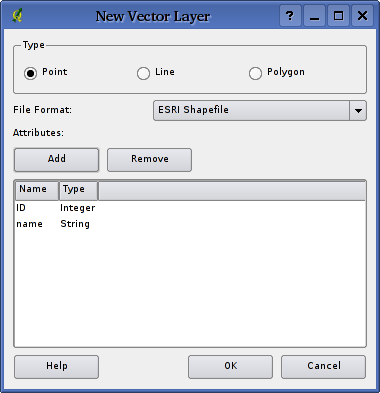 New Vector Layer
Type
Point Line Polygon
File Format: ESRI Shapefile
Attributes:
Add Remove
Name Type
ID Integer
name String
Help OK Cancel